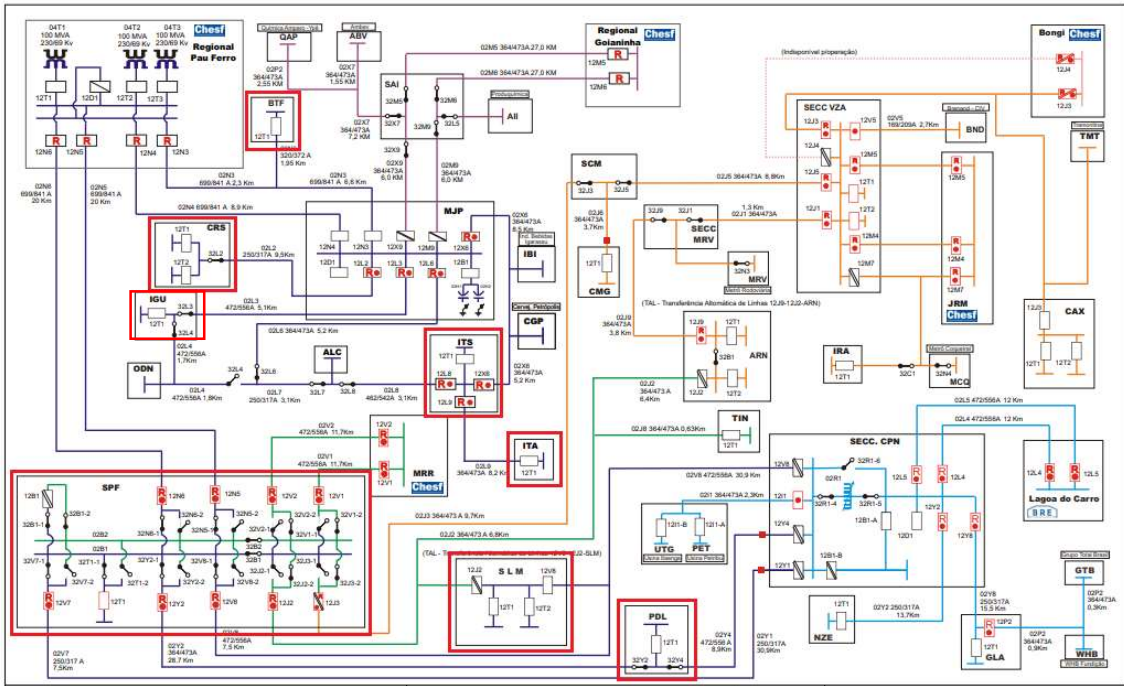 04T1
100 MVA
230/69 Kv
04T2
100 MVA
230/69 Kv
04T3
100 MVA
230/69 Kv
Chesf
Regional
Pau Ferro
12T1
12D1
12T2
12T3
12N6
12N5
12N4
12N3
Química Amparo -Ypê
QAP
Ambev
ABV
02P2
364/473A
2,55 KM
02X7
364/473A
1,55 KM
BTF
12T1
320/372 A
1,95 Km
02M5 364/473A 27,0 KM
02M6 364/473A 27,0 KM
12M5
12M6
Regional
Goianinha
Chesf
SAI
32M5
32M6
32X7
32M9
32L5
32X9
Produquímica
All
02X7
364/473A
7,2 KM
02X9
364/473A
6,0 KM
02M9
364/473A
6,0 KM
(Indisponível p/operação)
Bongi
Chesf
12J4
12J3
SECC VZA
12J3
12V5
12J4
12M5
12J5
12T1
12J1
12T2
12M4
12M7
02V5
169/209A 2,7Km
BND
TMT
12M5
12M4
12M7
JRM
Chesf
02N6
699/841 A
20 Km
02N5
699/841 A
20 Km
02N3
699/841 A 2,3 Km
02N3
699/841 A 6,6 Km
02N4 699/841 A 8,9 Km
MJP
12N4
12N3
12X9
12M9
12X6
12D1
12L2
12L3
12L6
12B1
CRS
12T1
12T2
32L2
02L2
250/317A 9,5Km
02X6
364/473A
6,5 Km
Ind. Bebidas
Igarassu
IBI
Cervej. Petrópolis
CGP
02X8
364/473A
5,2 Km
SCM
32J3
32J5
02J5 364/473A 8,8Km
02J6
364/473A
3,7Km
12T1
CMG
1,3 Km
02J1 364/473A
32J9
32J1
SECC
MRV
32N3
MRV
Metrô Rodoviária
(TAL - Transferência Altomática de Linhas 12J9-12J2-ARN)
02J9
364/473A
3,8 Km
12J9
12T1
32B1
ARN
12J2
12T2
02J2
364/473 A
6,4Km
IRA
12T1
32C1
Metrô Coqueiral
32N4
MCQ
12J3
CAX
12T1
12T2
IGU
32L3
12T1
32L4
02L3
472/556A 5,1Km
02L4
472/556A
1,7Km
02L6 364/473A 5,2 Km
ODN
02L4
472/556A 1,8Km
32L4
32L6
02L7
250/317A 3,1Km
ALC
32L7
32L8
02L8
462/542A 3,1Km
ITS
12T1
12L8
12X8
12L9
ITA
12T1
02L9
364/473A 8,2 Km
02V2
472/556A 11,7Km
02V1
472/556A 11,7Km
12V2
12V1
MRR
Chesf
02J8 364/473A 0,63Km
TIN
12T1
02L5 472/556A 12 Km
02L4 472/556A 12 Km
12L4
12L5
Lagoa do Carro
BRE
SECC. CPN
12V8
32R1-6
02R1
12I1
32R1-4
32R1-5
12L5
12L4
12Y4
12B1-A
12Y2
12D1
12Y8
12Y1
12B1-B
02V8 472/556A 30,9 Km
02I1 364/473A 2,3Km
12I1-B
12I1-A
UTG
PET
SPF
12B1
32B1-2
32B1-1
12N6
12N5
12V2
12V1
32N6-2
32N6-1
32N5-2
32N5-1
32V2-2
32V2-1
32V1-2
32V1-1
02B2
02B1
32B2
32B1
32V7-1
32T1-1
32V7-2
32T1-2
32Y2-1
32Y2-2
32V8-1
32V8-2
32J2-1
32J2-2
32J3-1
32J3-2
12V7
12T1
12Y2
12V8
12J2
12J3
02J3 364/473 A 9,7Km
02J2 364/473 A 6,8Km
SLM
12J2
12V8
12T1
12T2
02V7
250/317 A
7,5Km
02Y2
364/473A
28,7 Km
472/556A
7,5 Km
PDL
12T1
32Y2
32Y4
02Y4
472/556 A
8,9Km
02Y1
250/317A
30,9Km
NZE
12T1
02Y2 250/317A
13,7Km
02Y8
250/317A
15,5 Km
12P2
12T1
GLA
02P2
364/473A
0,9Km
Grupo Total Brasil
GTB
02P2
364/473A
0,3Km
WHB
WHB Fundição